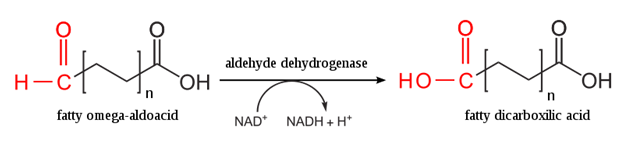 O O O O
aldehyde dehydrogenase
H C OH HO C OH
n n
fatty omega-aldoacid fatty dicarboxilic acid
NAD⁺ NADH + H⁺